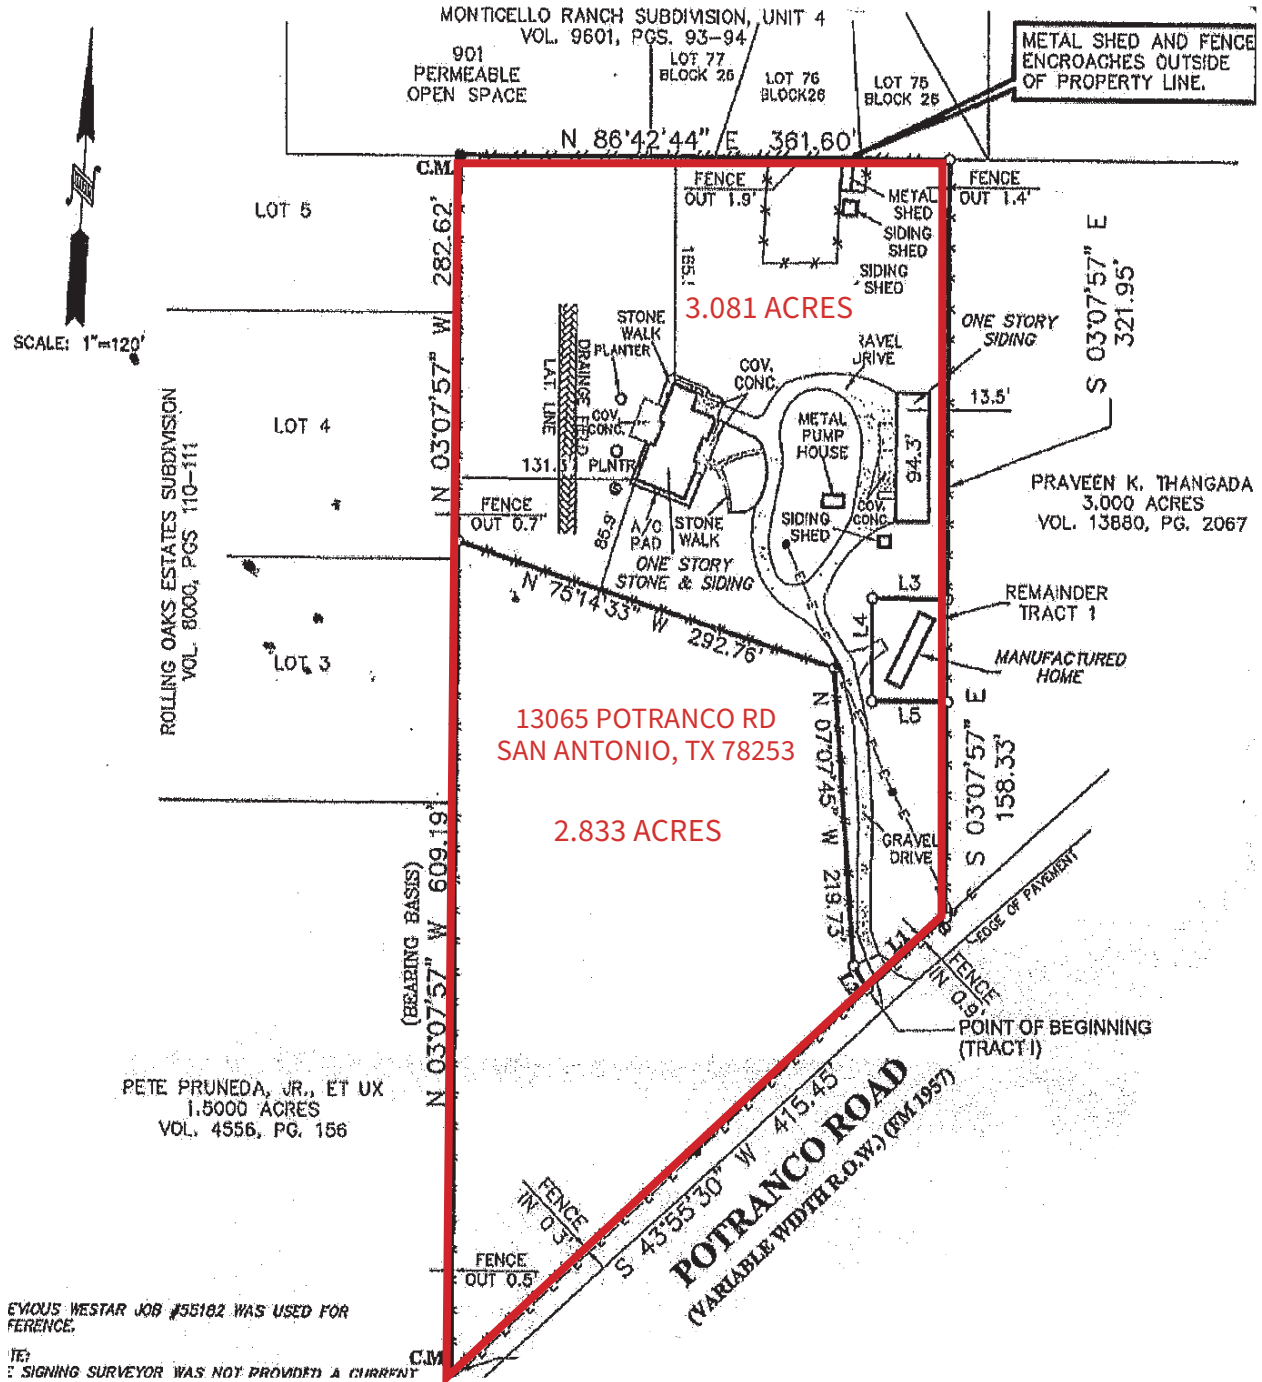 MONTICELLO RANCH SUBDIVISION, UNIT 4
VOL. 9601, PGS. 93-94
901
PERMEABLE
OPEN SPACE
LOT 77
BLOCK 26
LOT 76
BLOCK26
LOT 75
BLOCK 26
METAL SHED AND FENCE
ENCROACHES OUTSIDE
OF PROPERTY LINE.
N 86°42'44" E 361.60'
C.M.
FENCE
OUT 1.9'
METAL
SHED
SIDING
SHED
SIDING
SHED
FENCE
OUT 1.4'
LOT 5
N 03°07'57" W 282.62'
S 03°07'57" E
321.95'
3.081 ACRES
SCALE: 1"=120'
STONE
WALK
PLANTER
DRAINGE FIELD
LAT. LINE
COV.
CONC.
COV.
CONC.
GRAVEL
DRIVE
ONE STORY
SIDING
13.5'
94.3'
METAL
PUMP
HOUSE
COV.
CONC.
SIDING
SHED
LOT 4
ROLLING OAKS ESTATES SUBDIVISION
VOL. 8000, PGS 110-111
PLNTR
FENCE
OUT 0.7'
85.9'
A/C
PAD
STONE
WALK
ONE STORY
STONE & SIDING
PRAVEEN K. THANGADA
3.000 ACRES
VOL. 13880, PG. 2067
N 75°14'33" W 292.76'
L3
L4
L5
REMAINDER
TRACT 1
MANUFACTURED
HOME
LOT 3
13065 POTRANCO RD
SAN ANTONIO, TX 78253
2.833 ACRES
N 07°07'45" W 219.73'
S 03°07'57" E
158.33'
GRAVEL
DRIVE
EDGE OF PAVEMENT
L1
FENCE
IN 0.9'
POINT OF BEGINNING
(TRACT I)
N 03°07'57" W 609.19'
(BEARING BASIS)
PETE PRUNEDA, JR., ET UX
1.5000 ACRES
VOL. 4556, PG. 156
S 43°55'30" W 415.45'
POTRANCO ROAD
(VARIABLE WIDTH R.O.W.) (FM 1957)
FENCE
IN 0.3'
FENCE
OUT 0.5'
C.M
EVIOUS WESTAR JOB #55182 WAS USED FOR
FERENCE.
TE:
E SIGNING SURVEYOR WAS NOT PROVIDED A CURRENT